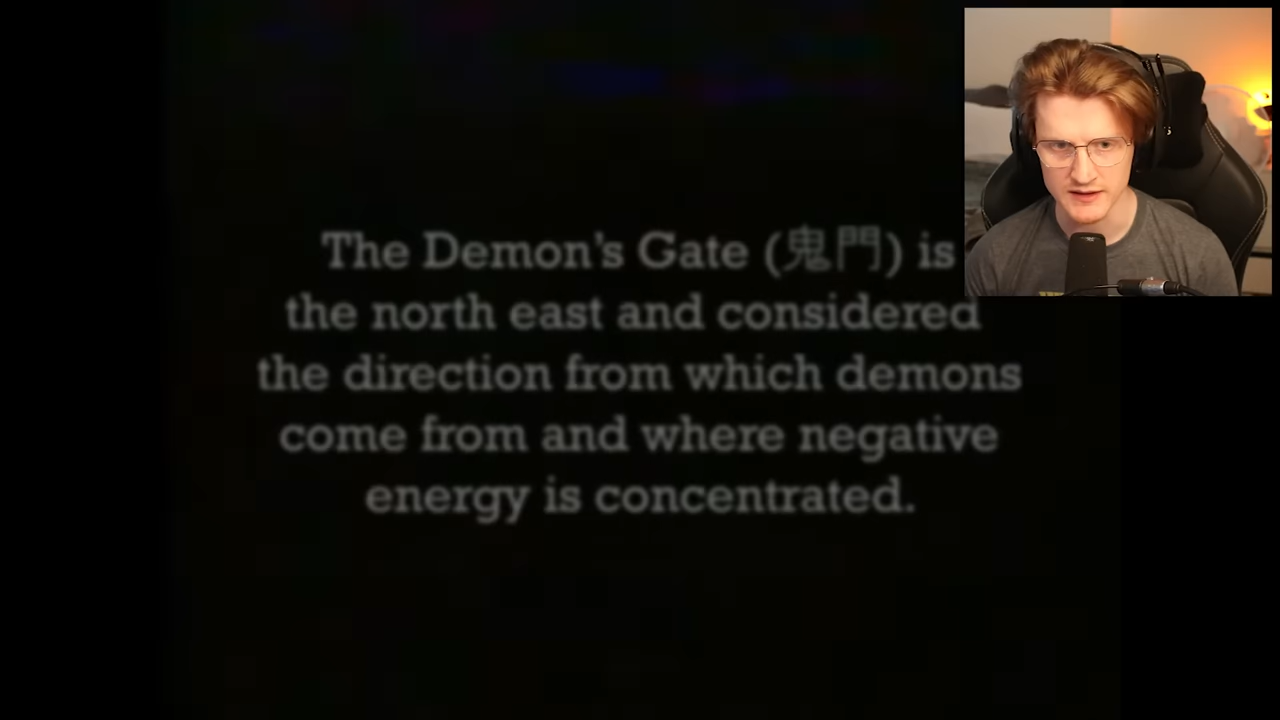 The Demon's Gate (鬼門) is
the north east and considered
the direction from which demons
come from and where negative
energy is concentrated.